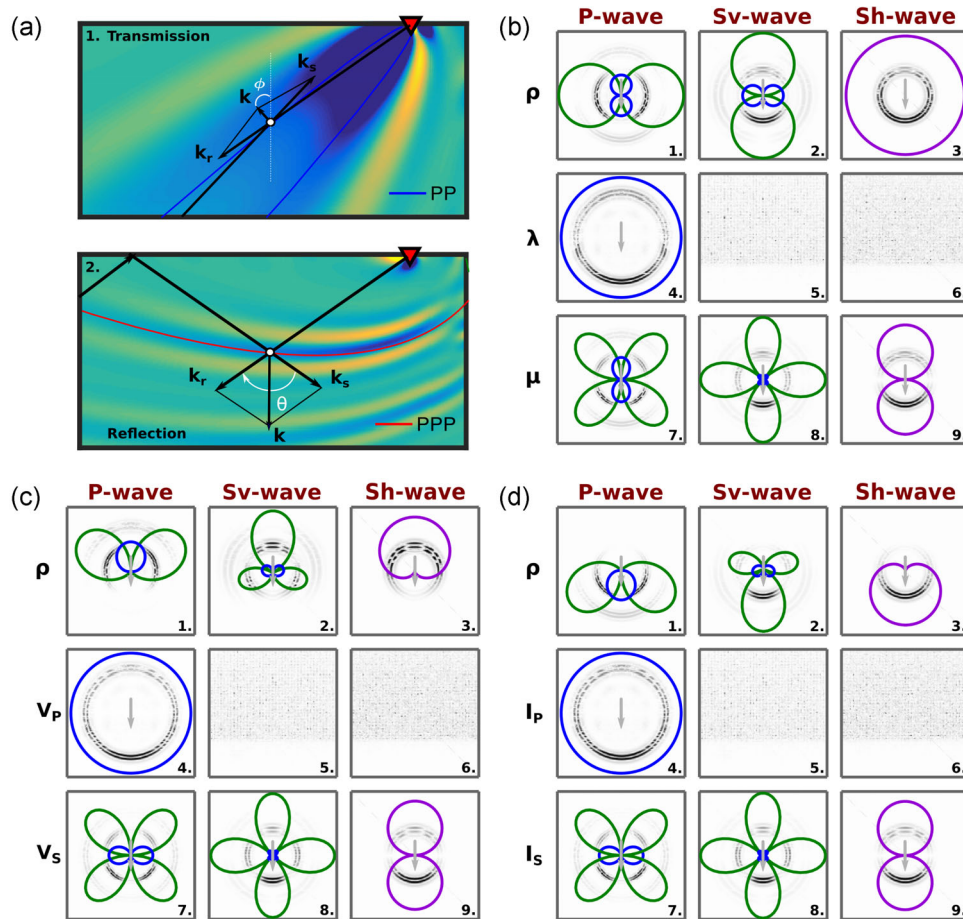 (a)
1. Transmission
ks
ϕ
k
kr
PP
2.
kr
ks
θ
k
Reflection
PPP
(b)
P-wave Sv-wave Sh-wave
ρ
1. 2. 3.
λ
4. 5. 6.
μ
7. 8. 9.
(c)
P-wave Sv-wave Sh-wave
ρ
1. 2. 3.
VP
4. 5. 6.
VS
7. 8. 9.
(d)
P-wave Sv-wave Sh-wave
ρ
1. 2. 3.
IP
4. 5. 6.
IS
7. 8. 9.